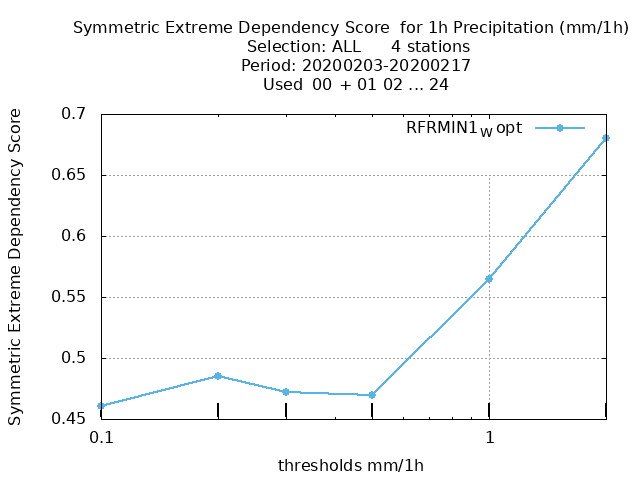 Symmetric Extreme Dependency Score  for 1h Precipitation (mm/1h)
Selection: ALL      4 stations
Period: 20200203-20200217
Used  00 + 01 02 ... 24
RFRMIN1W opt
Symmetric Extreme Dependency Score
0.7
0.65
0.6
0.55
0.5
0.45
0.1
1
thresholds mm/1h